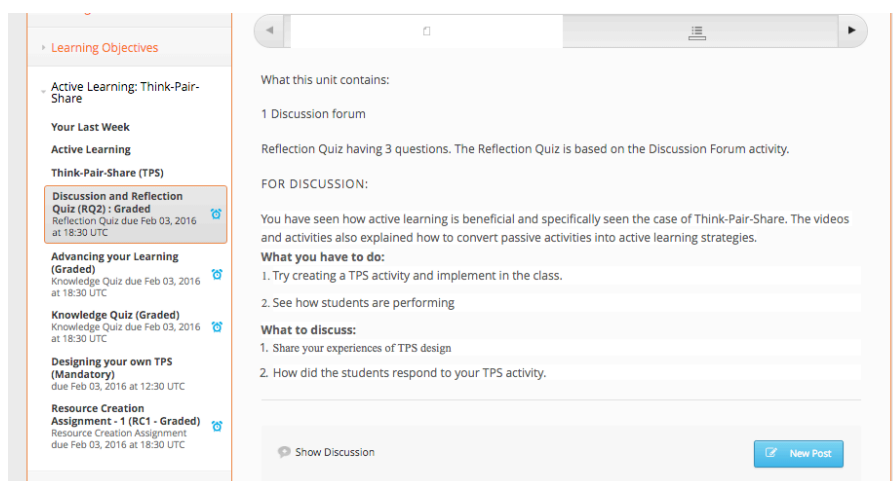 Learning Objectives
Active Learning: Think-Pair-
Share
Your Last Week
Active Learning
Think-Pair-Share (TPS)
Discussion and Reflection
Quiz (RQ2) : Graded
Reflection Quiz due Feb 03, 2016
at 18:30 UTC
Advancing your Learning
(Graded)
Knowledge Quiz due Feb 03, 2016
at 18:30 UTC
Knowledge Quiz (Graded)
Knowledge Quiz due Feb 03, 2016
at 18:30 UTC
Designing your own TPS
(Mandatory)
due Feb 03, 2016 at 12:30 UTC
Resource Creation
Assignment - 1 (RC1 - Graded)
Resource Creation Assignment
due Feb 03, 2016 at 18:30 UTC
What this unit contains:
1 Discussion forum
Reflection Quiz having 3 questions. The Reflection Quiz is based on the Discussion Forum activity.
FOR DISCUSSION:
You have seen how active learning is beneficial and specifically seen the case of Think-Pair-Share. The videos
and activities also explained how to convert passive activities into active learning strategies.
What you have to do:
1. Try creating a TPS activity and implement in the class.
2. See how students are performing
What to discuss:
1. Share your experiences of TPS design
2. How did the students respond to your TPS activity.
Show Discussion
New Post